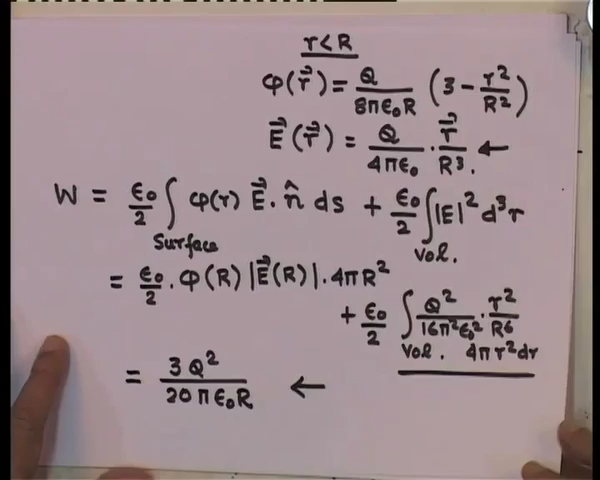 r < R
φ(r⃗) = Q/8πε₀R (3 − r²/R²)
E⃗(r⃗) = Q/4πε₀ · r⃗/R³. ←
W = ε₀/2 ∫ φ(r) E⃗ · n̂ ds + ε₀/2 ∫ |E|² d³r
Surface Vol.
= ε₀/2 · φ(R) |E⃗(R)| · 4πR²
+ ε₀/2 ∫ Q²/16π²ε₀² · r²/R⁶
Vol. 4πr²dr
= 3Q²/20πε₀R ←